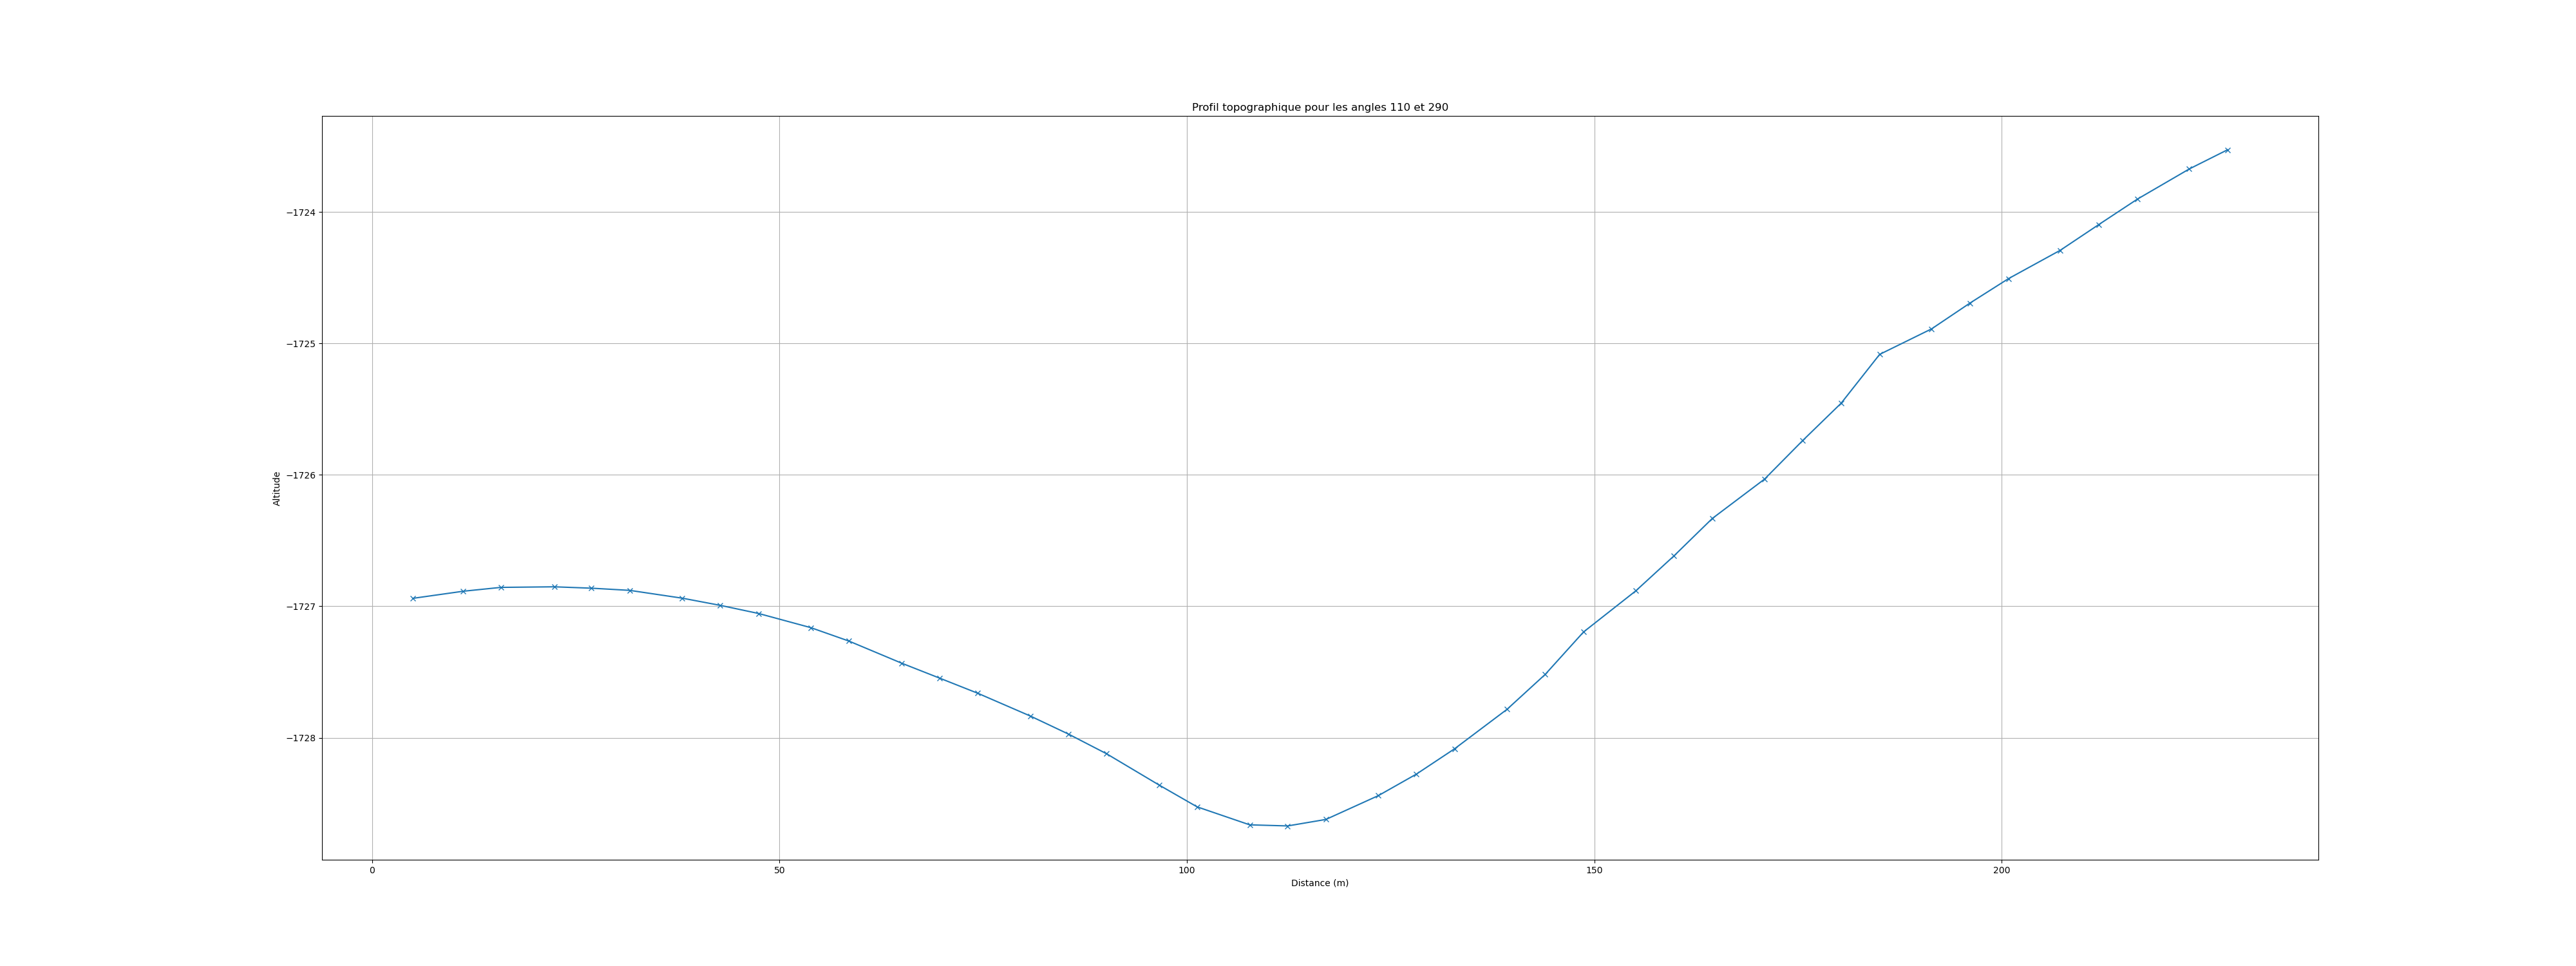 Profil topographique pour les angles 110 et 290
−1724
−1725
−1726
−1727
−1728
Altitude
0 50 100 150 200
Distance (m)